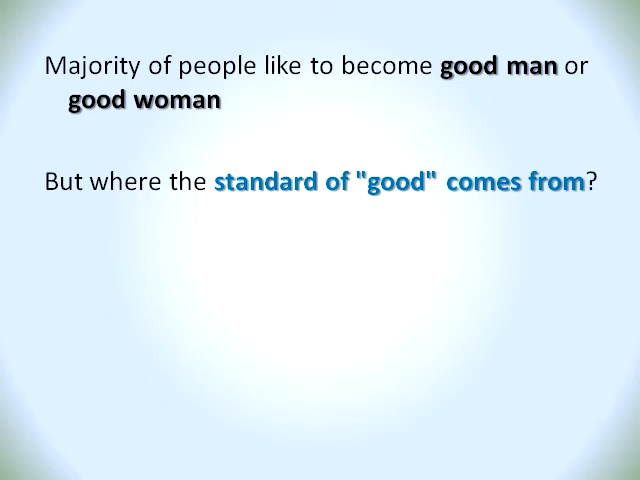 Majority of people like to become good man or
good woman
But where the standard of "good" comes from?